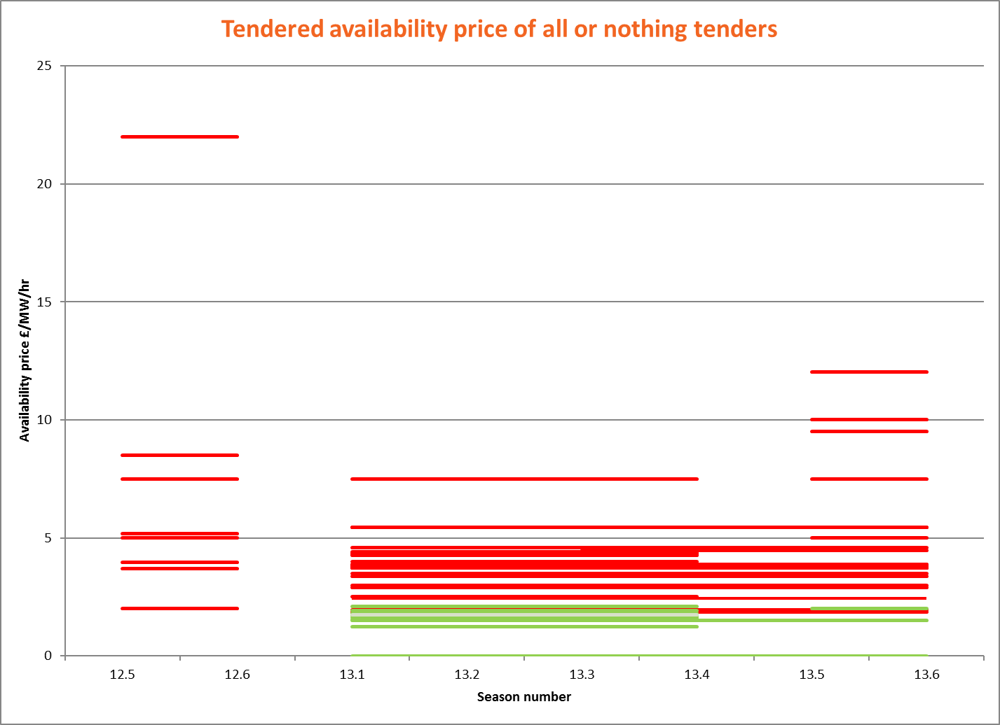 Tendered availability price of all or nothing tenders
25
20
15
10
5
0
Availability price £/MW/hr
12.5 12.6 13.1 13.2 13.3 13.4 13.5 13.6
Season number